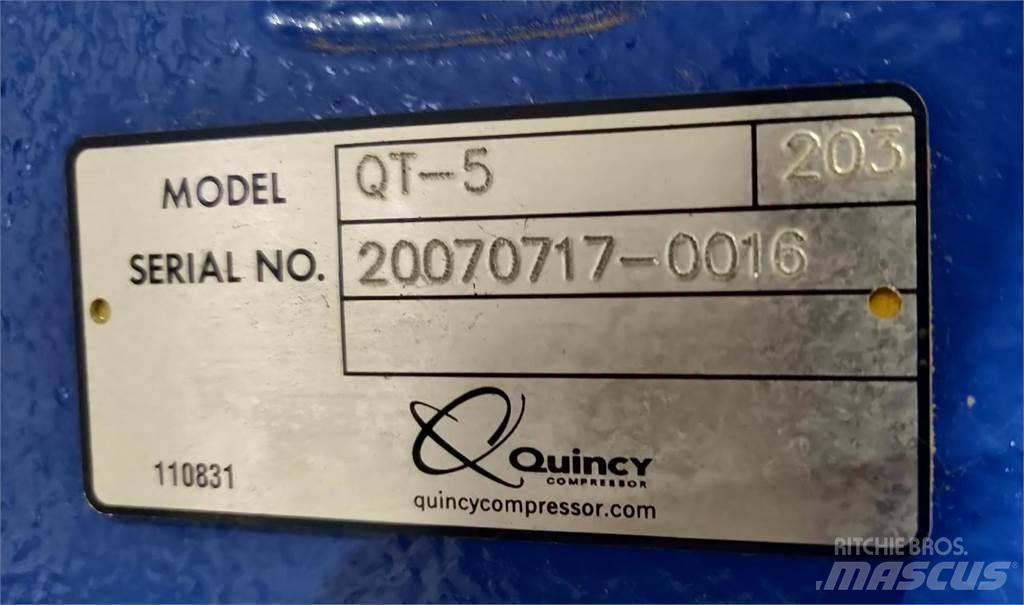 MODEL QT-5 203
SERIAL NO. 20070717-0016
Quincy
COMPRESSOR
110831
quincycompressor.com
RITCHIE BROS.
MASCUS